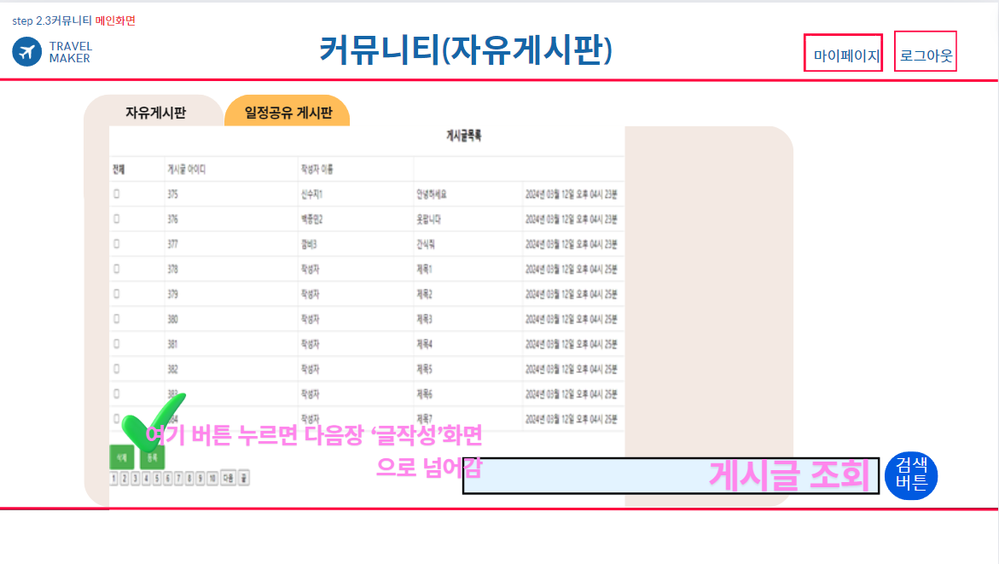 step 2.3커뮤니티 메인화면
TRAVEL
MAKER
커뮤니티(자유게시판)
마이페이지
로그아웃
자유게시판
일정공유 게시판
게시글목록
전체 게시글 아이디 작성자 이름
375 신수지1 안녕하세요 2024년 03월 12일 오후 04시 23분
376 백종민2 옷팝니다 2024년 03월 12일 오후 04시 23분
377 깜비3 간식줘 2024년 03월 12일 오후 04시 23분
378 작성자 제목1 2024년 03월 12일 오후 04시 25분
379 작성자 제목2 2024년 03월 12일 오후 04시 25분
380 작성자 제목3 2024년 03월 12일 오후 04시 25분
381 작성자 제목4 2024년 03월 12일 오후 04시 25분
382 작성자 제목5 2024년 03월 12일 오후 04시 25분
383 작성자 제목6 2024년 03월 12일 오후 04시 25분
작성자 제목7 2024년 03월 12일 오후 04시 25분
여기 버튼 누르면 다음장 ‘글작성’화면
으로 넘어감
삭제 등록
1 2 3 4 5 6 7 8 9 10 다음 끝
게시글 조회
검색
버튼